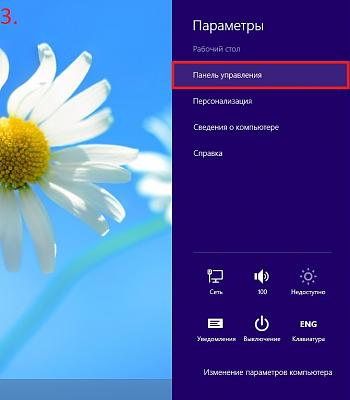 3.
Параметры
Рабочий стол
Панель управления
Персонализация
Сведения о компьютере
Справка
Сеть
100
Недоступно
Уведомления
Выключение
ENG
Клавиатура
Изменение параметров компьютера